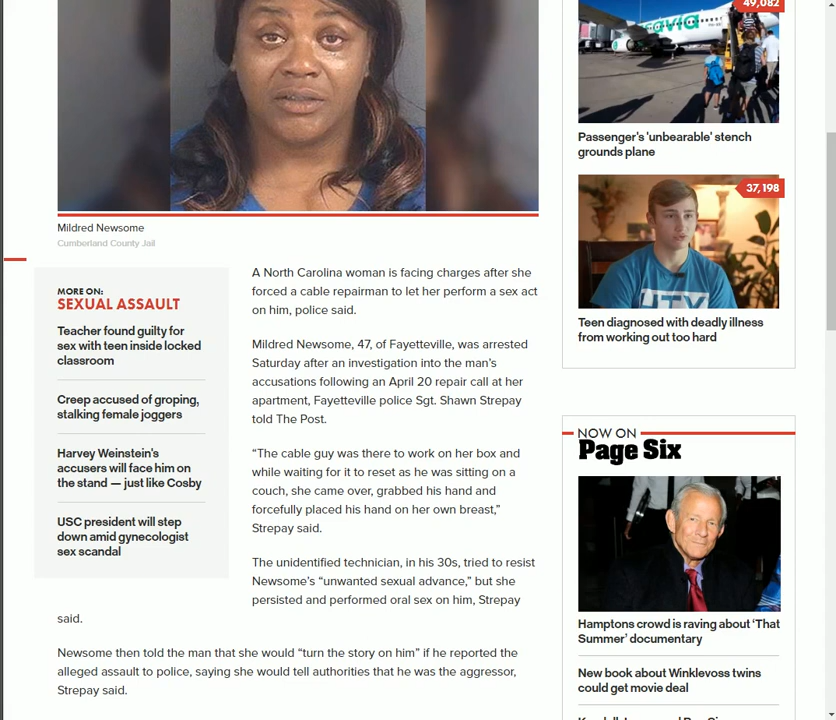 49,082
Passenger's 'unbearable' stench
grounds plane
37,198
Teen diagnosed with deadly illness
from working out too hard
Mildred Newsome
Cumberland County Jail
MORE ON:
SEXUAL ASSAULT
Teacher found guilty for
sex with teen inside locked
classroom
Creep accused of groping,
stalking female joggers
Harvey Weinstein's
accusers will face him on
the stand — just like Cosby
USC president will step
down amid gynecologist
sex scandal
A North Carolina woman is facing charges after she
forced a cable repairman to let her perform a sex act
on him, police said.
Mildred Newsome, 47, of Fayetteville, was arrested
Saturday after an investigation into the man's
accusations following an April 20 repair call at her
apartment, Fayetteville police Sgt. Shawn Strepay
told The Post.
“The cable guy was there to work on her box and
while waiting for it to reset as he was sitting on a
couch, she came over, grabbed his hand and
forcefully placed his hand on her own breast,”
Strepay said.
The unidentified technician, in his 30s, tried to resist
Newsome's “unwanted sexual advance,” but she
persisted and performed oral sex on him, Strepay
said.
Newsome then told the man that she would “turn the story on him” if he reported the
alleged assault to police, saying she would tell authorities that he was the aggressor,
Strepay said.
NOW ON
Page Six
Hamptons crowd is raving about ‘That
Summer’ documentary
New book about Winklevoss twins
could get movie deal